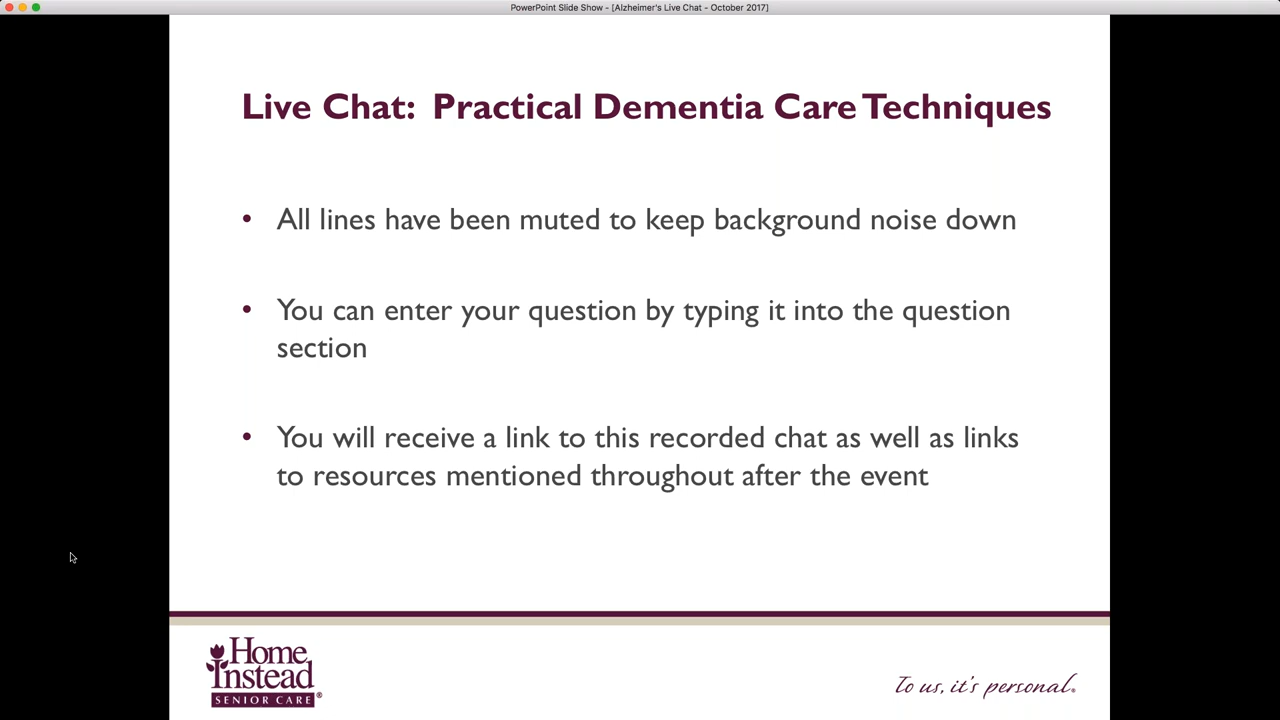 PowerPoint Slide Show - [Alzheimer's Live Chat - October 2017]
Live Chat: Practical Dementia Care Techniques
• All lines have been muted to keep background noise down
• You can enter your question by typing it into the question
section
• You will receive a link to this recorded chat as well as links
to resources mentioned throughout after the event
Home
Instead
SENIOR CARE®
To us, it's personal.®